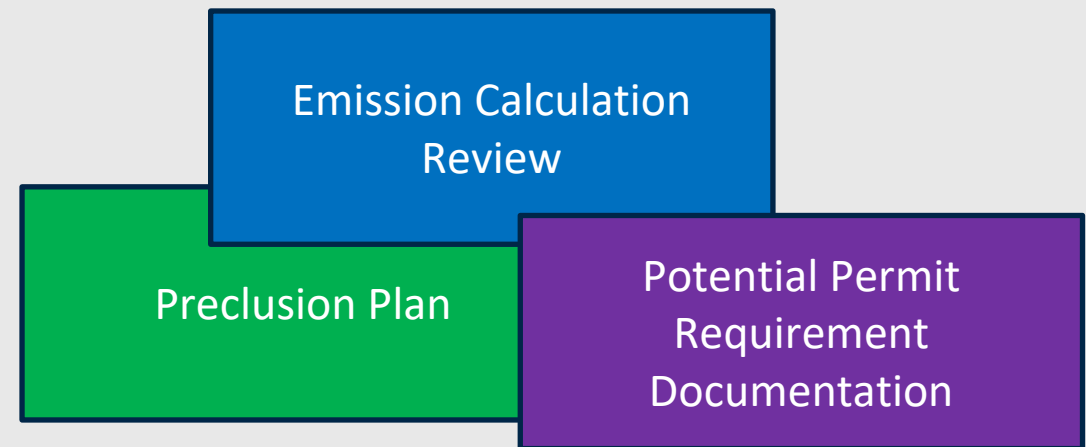 Emission Calculation
Review
Preclusion Plan
Potential Permit
Requirement
Documentation